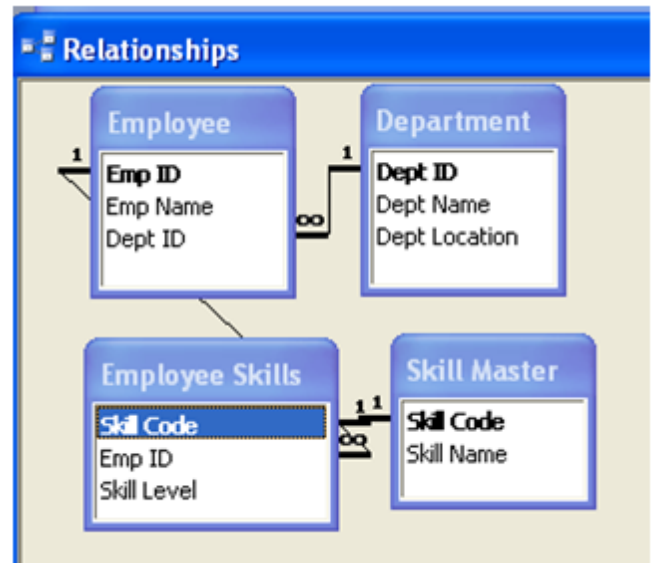 Relationships
Employee
Emp ID
Emp Name
Dept ID
Department
Dept ID
Dept Name
Dept Location
1
1
∞
Employee Skills
Skill Code
Emp ID
Skill Level
Skill Master
Skill Code
Skill Name
1 1
∞